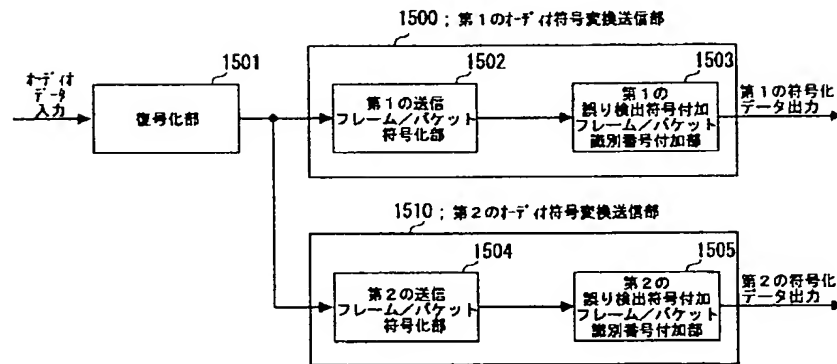 1500 ; 第1のオーディオ符号変換送信部
オーディオ
データ
入力
1501
復号化部
1502
第1の送信
フレーム/パケット
符号化部
1503
第1の
誤り検出符号付加
フレーム/パケット
識別番号付加部
第1の符号化
データ出力
1510 ; 第2のオーディオ符号変換送信部
1504
第2の送信
フレーム/パケット
符号化部
1505
第2の
誤り検出符号付加
フレーム/パケット
識別番号付加部
第2の符号化
データ出力